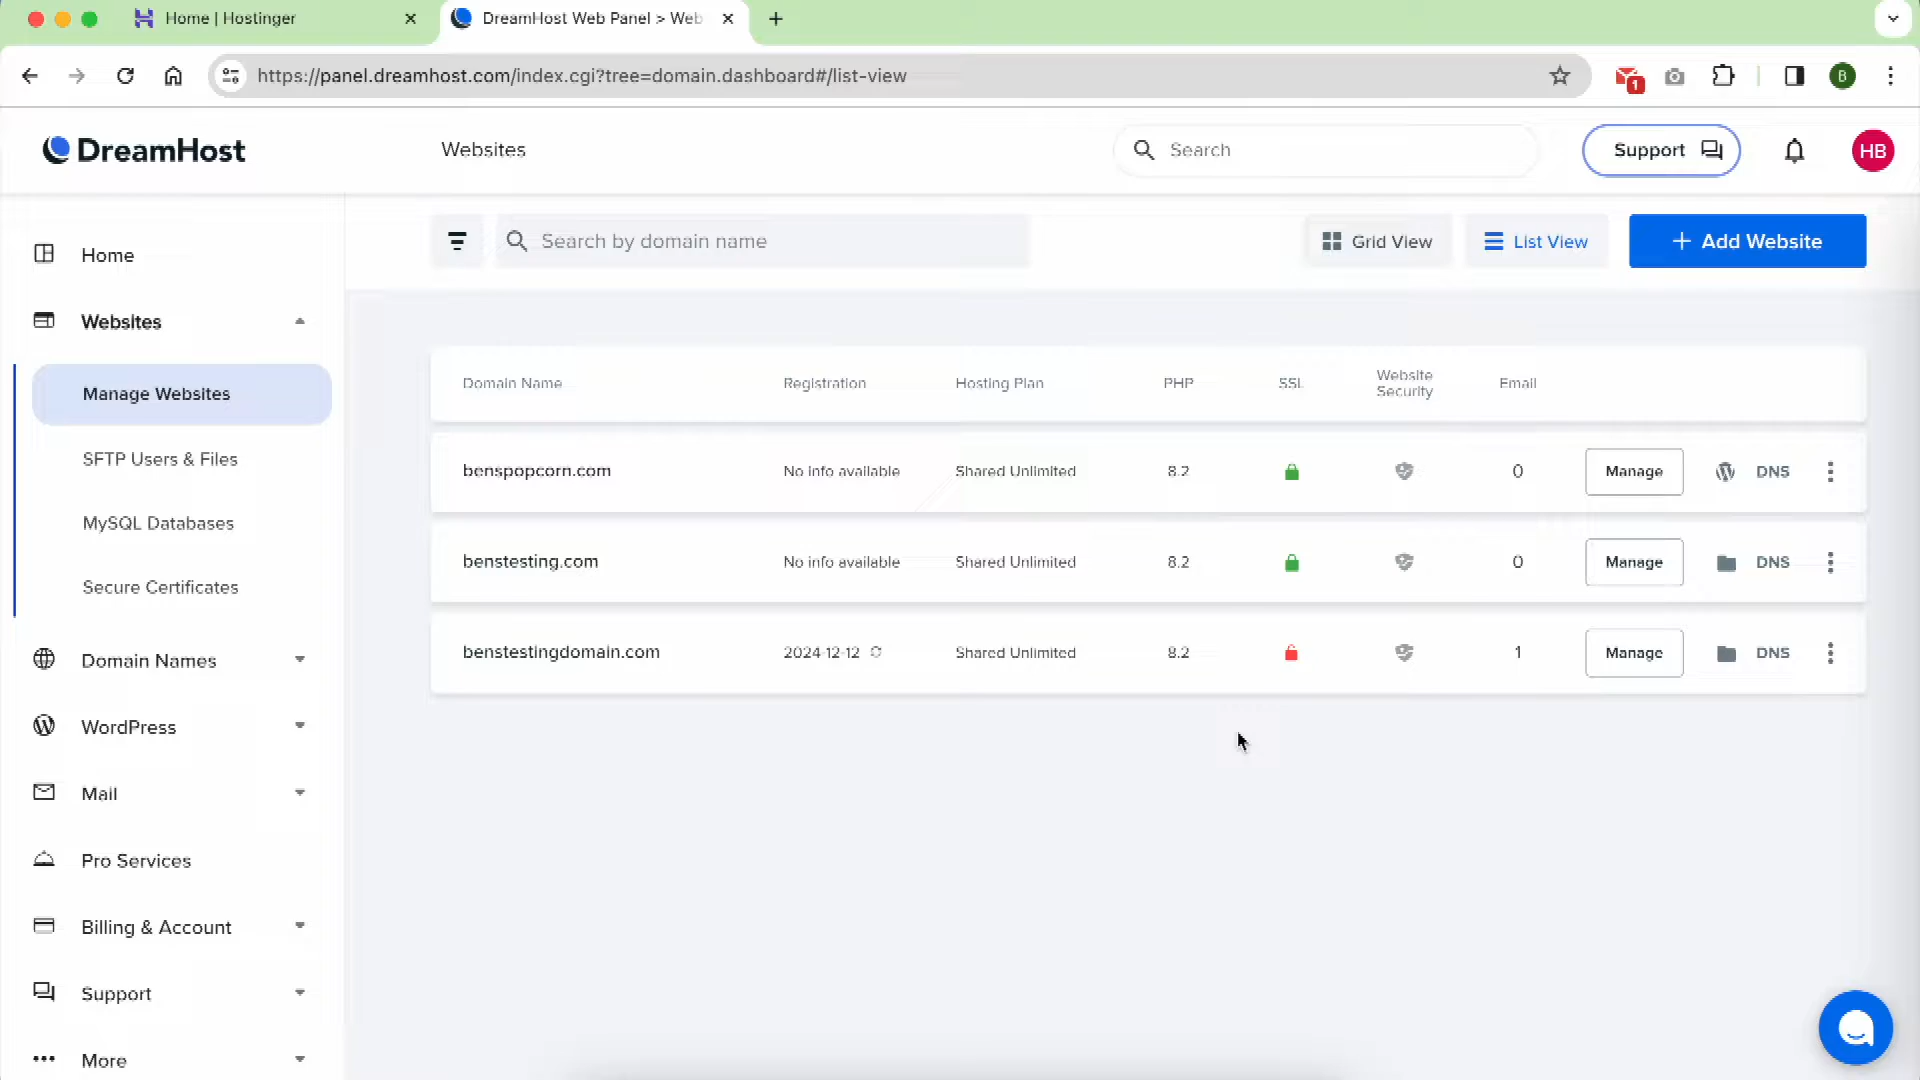 Home | Hostinger
DreamHost Web Panel > Web
https://panel.dreamhost.com/index.cgi?tree=domain.dashboard#/list-view
1
B
DreamHost
Websites
Search
Support
HB
Home
Websites
Manage Websites
SFTP Users & Files
MySQL Databases
Secure Certificates
Domain Names
WordPress
Mail
Pro Services
Billing & Account
Support
More
Search by domain name
Grid View
List View
+ Add Website
Domain Name Registration Hosting Plan PHP SSL Website Security Email
benspopcorn.com No info available Shared Unlimited 8.2 0 Manage DNS
benstesting.com No info available Shared Unlimited 8.2 0 Manage DNS
benstestingdomain.com 2024-12-12 Shared Unlimited 8.2 1 Manage DNS